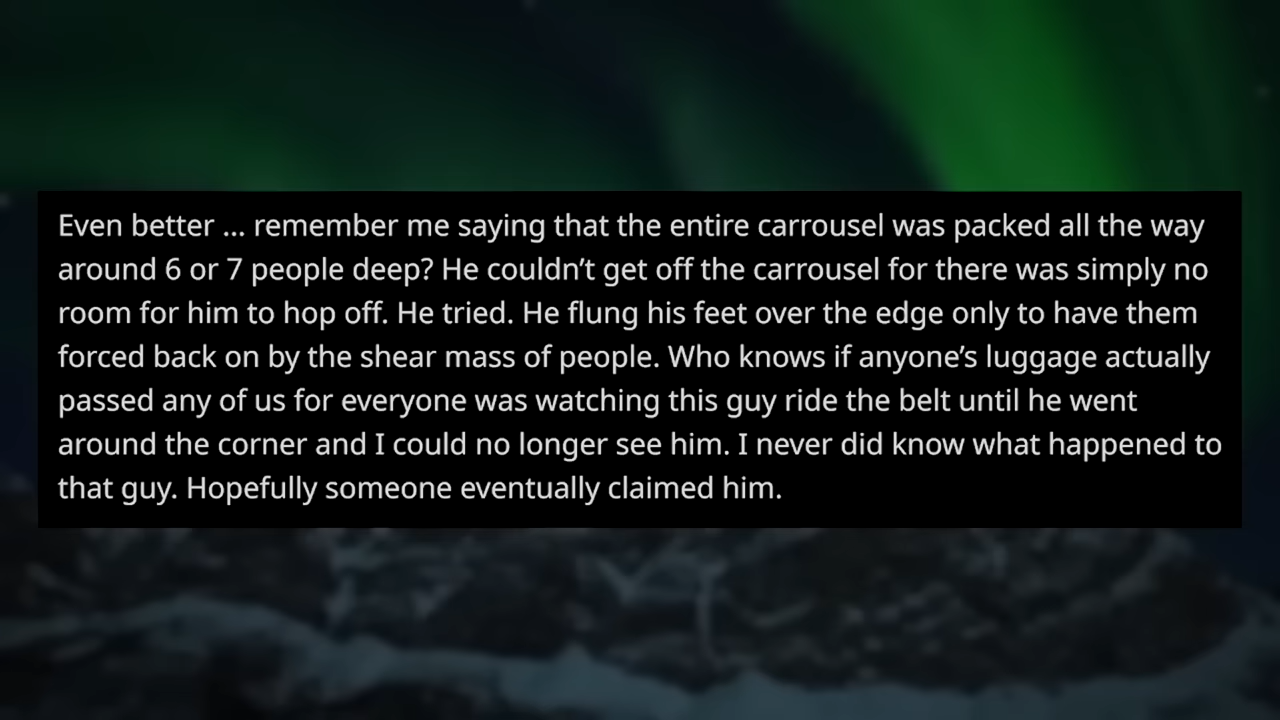 Even better ... remember me saying that the entire carrousel was packed all the way
around 6 or 7 people deep? He couldn’t get off the carrousel for there was simply no
room for him to hop off. He tried. He flung his feet over the edge only to have them
forced back on by the shear mass of people. Who knows if anyone’s luggage actually
passed any of us for everyone was watching this guy ride the belt until he went
around the corner and I could no longer see him. I never did know what happened to
that guy. Hopefully someone eventually claimed him.